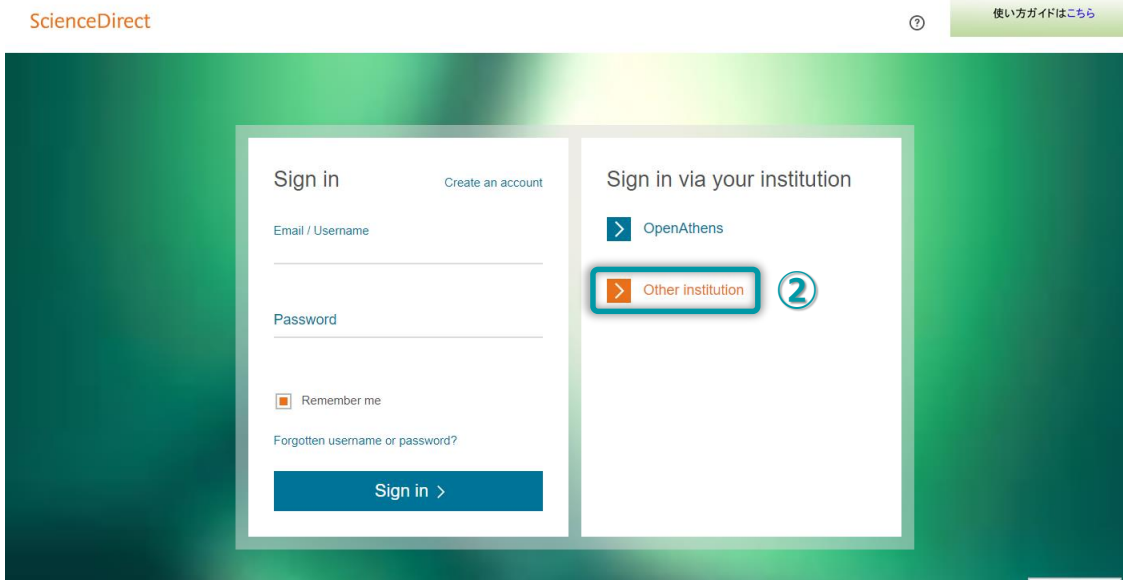 ScienceDirect
?
使い方ガイドはこちら
Sign in
Create an account
Email / Username
Password
Remember me
Forgotten username or password?
Sign in >
Sign in via your institution
OpenAthens
Other institution
②